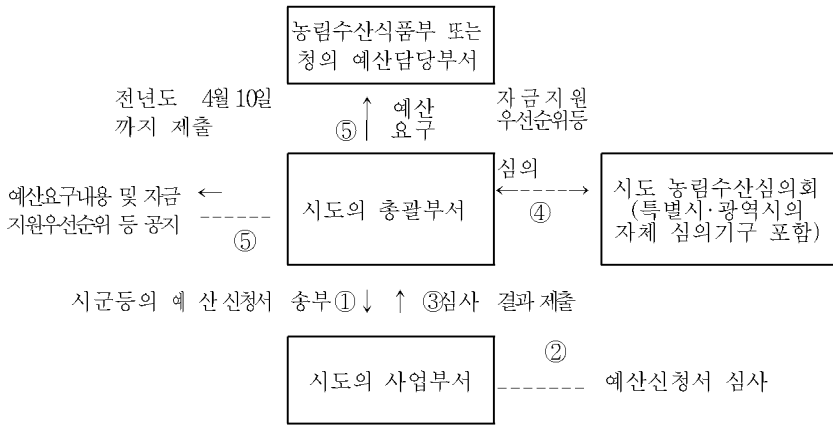 농림수산식품부 또는
청의 예산담당부서
전년도 4월 10일
까지 제출
⑤
↑
예산
요구
자금지원
우선순위등
예산요구내용 및 자금
지원우선순위 등 공지
←
⑤
시도의 총괄부서
심의
④
시도 농림수산심의회
(특별시·광역시의
자체 심의기구 포함)
시군등의 예 산 신청서 송부 ① ↓ ↑ ③심사 결과 제출
시도의 사업부서
②
예산신청서 심사